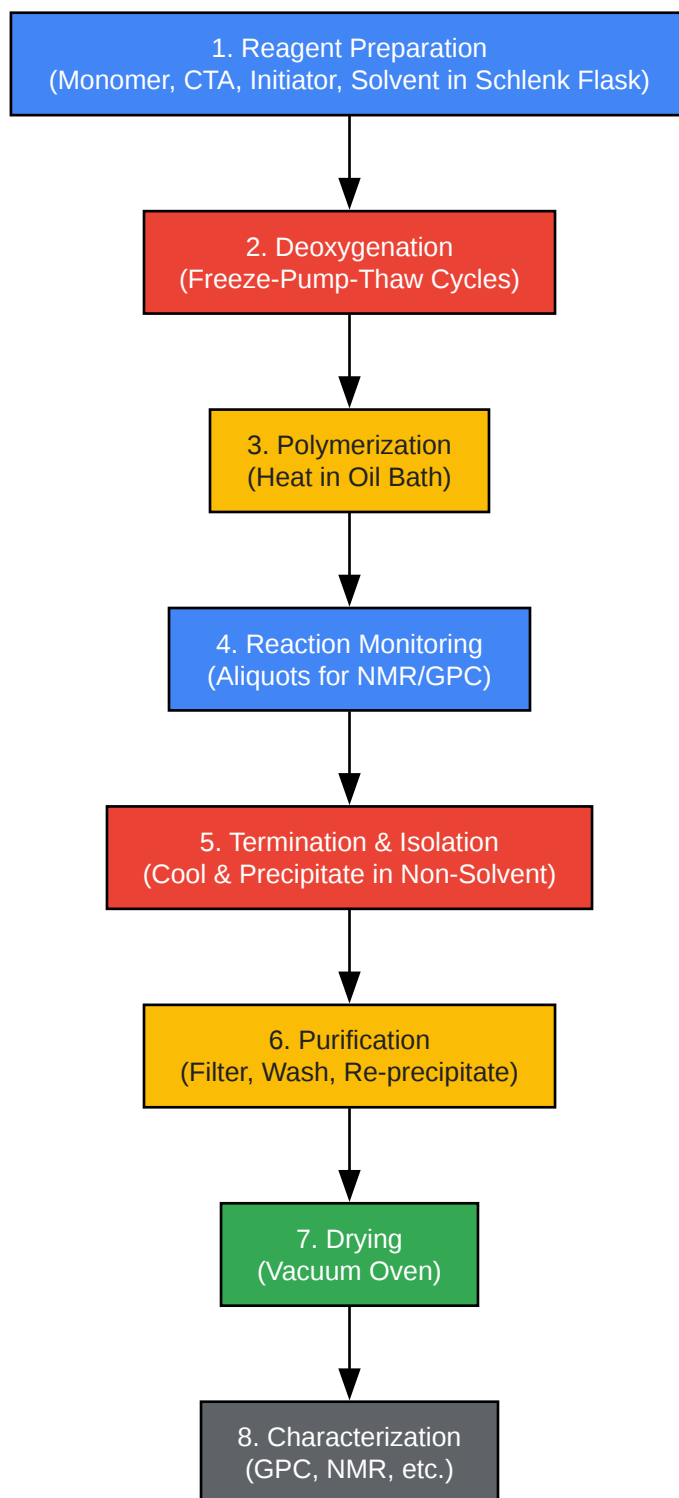 1. Reagent Preparation
(Monomer, CTA, Initiator, Solvent in Schlenk Flask)
2. Deoxygenation
(Freeze-Pump-Thaw Cycles)
3. Polymerization
(Heat in Oil Bath)
4. Reaction Monitoring
(Aliquots for NMR/GPC)
5. Termination & Isolation
(Cool & Precipitate in Non-Solvent)
6. Purification
(Filter, Wash, Re-precipitate)
7. Drying
(Vacuum Oven)
8. Characterization
(GPC, NMR, etc.)